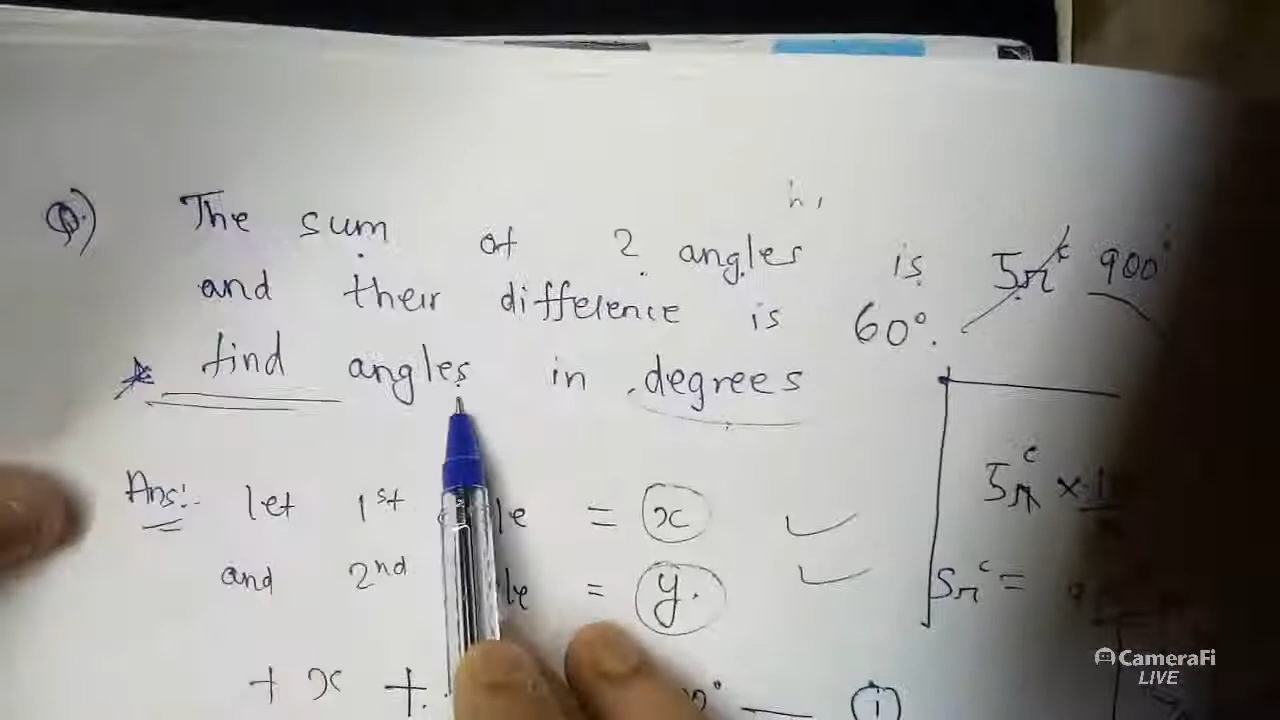 Q.) The sum of 2 angles is 5π^c 900°
and their difference is 60°.
find angles in degrees
Ans:- let 1st = x
and 2nd = y.
+ x +
①
5π^c ×
5π^c =
CameraFi
LIVE